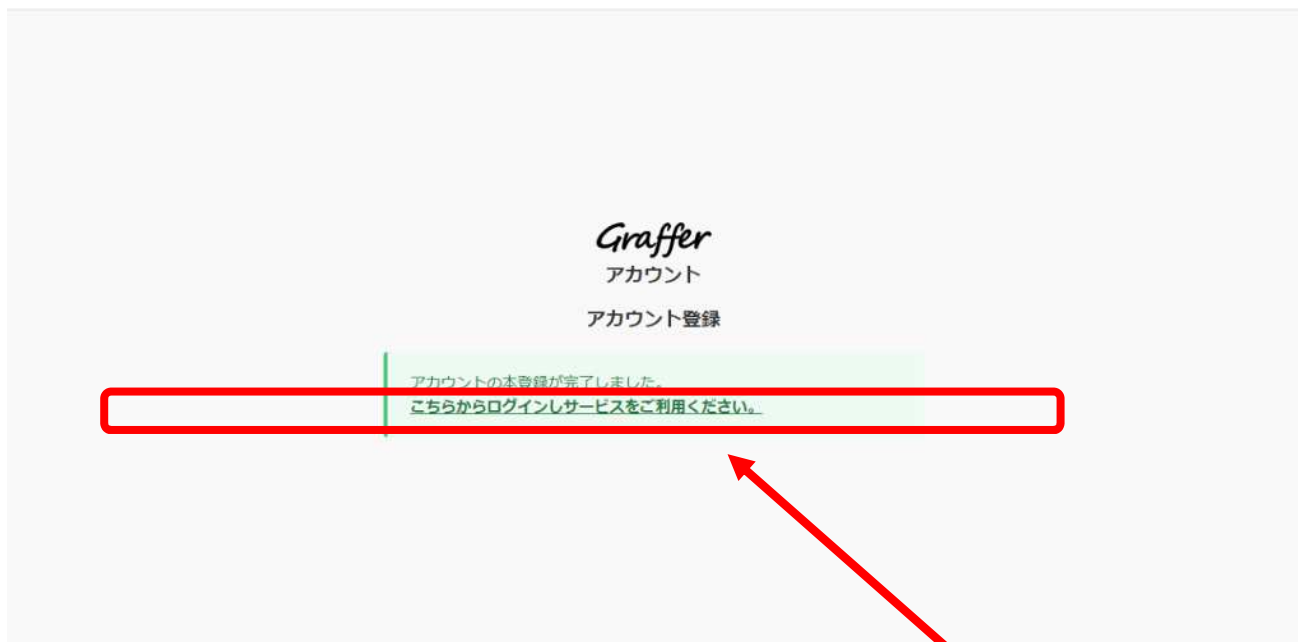 Graffer
アカウント
アカウント登録
アカウントの本登録が完了しました。
こちらからログインしサービスをご利用ください。